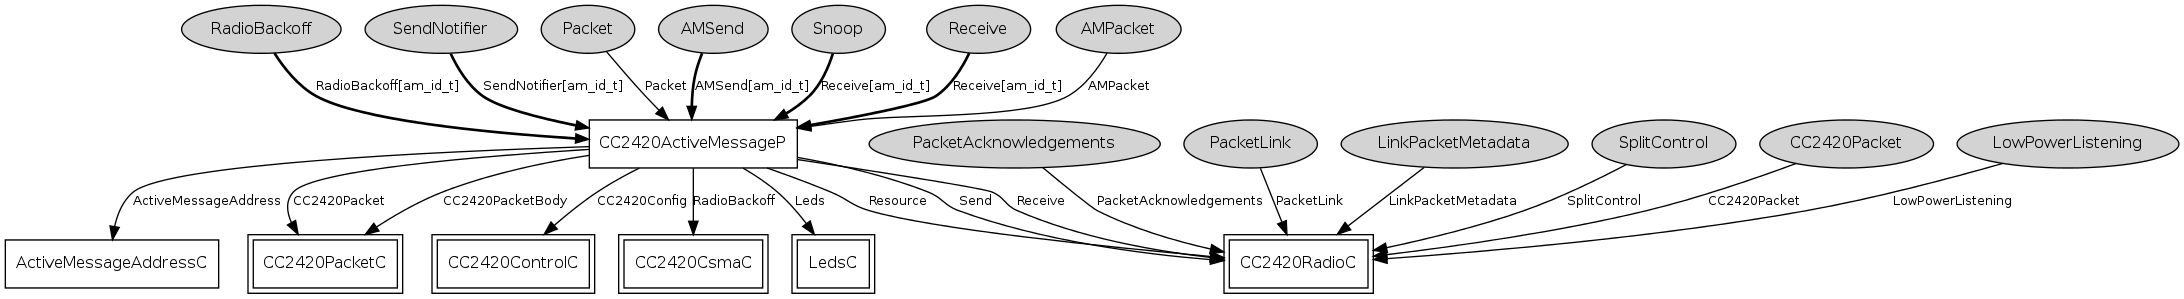 RadioBackoff
SendNotifier
Packet
AMSend
Snoop
Receive
AMPacket
RadioBackoff[am_id_t]
SendNotifier[am_id_t]
Packet
AMSend[am_id_t]
Receive[am_id_t]
Receive[am_id_t]
AMPacket
CC2420ActiveMessageP
PacketAcknowledgements
PacketLink
LinkPacketMetadata
SplitControl
CC2420Packet
LowPowerListening
ActiveMessageAddress
CC2420Packet
CC2420PacketBody
CC2420Config
RadioBackoff
Leds
Resource
Send
Receive
PacketAcknowledgements
PacketLink
LinkPacketMetadata
SplitControl
CC2420Packet
LowPowerListening
ActiveMessageAddressC
CC2420PacketC
CC2420ControlC
CC2420CsmaC
LedsC
CC2420RadioC